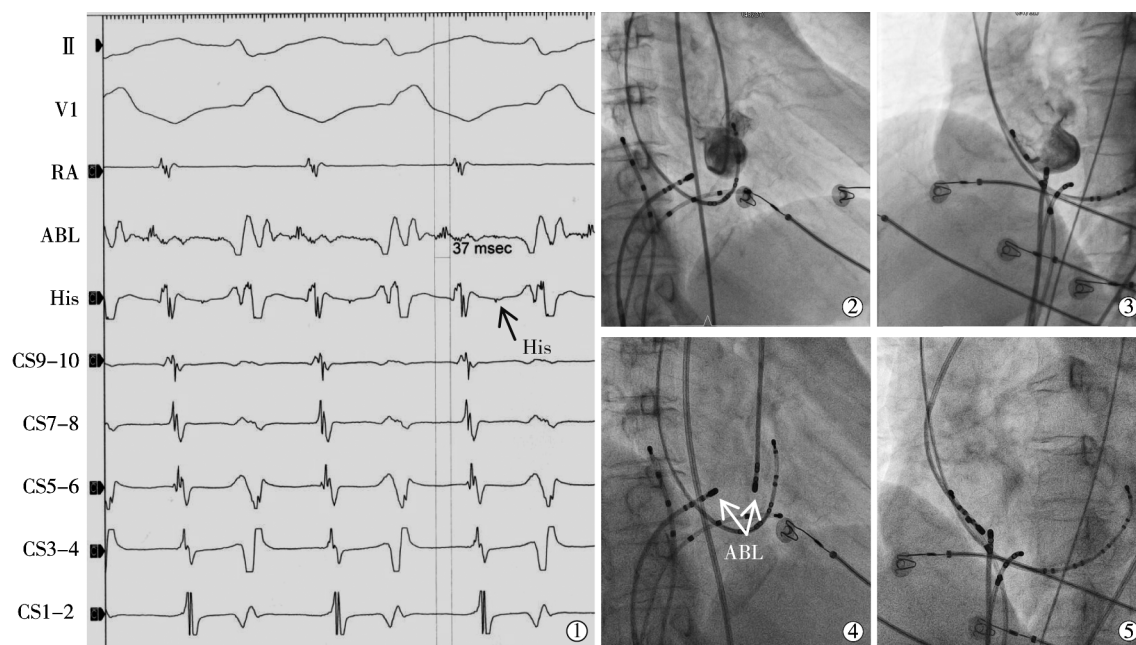 II
V1
RA
ABL
37 msec
His
His
CS9-10
CS7-8
CS5-6
CS3-4
CS1-2
①
②
③
ABL
④
⑤